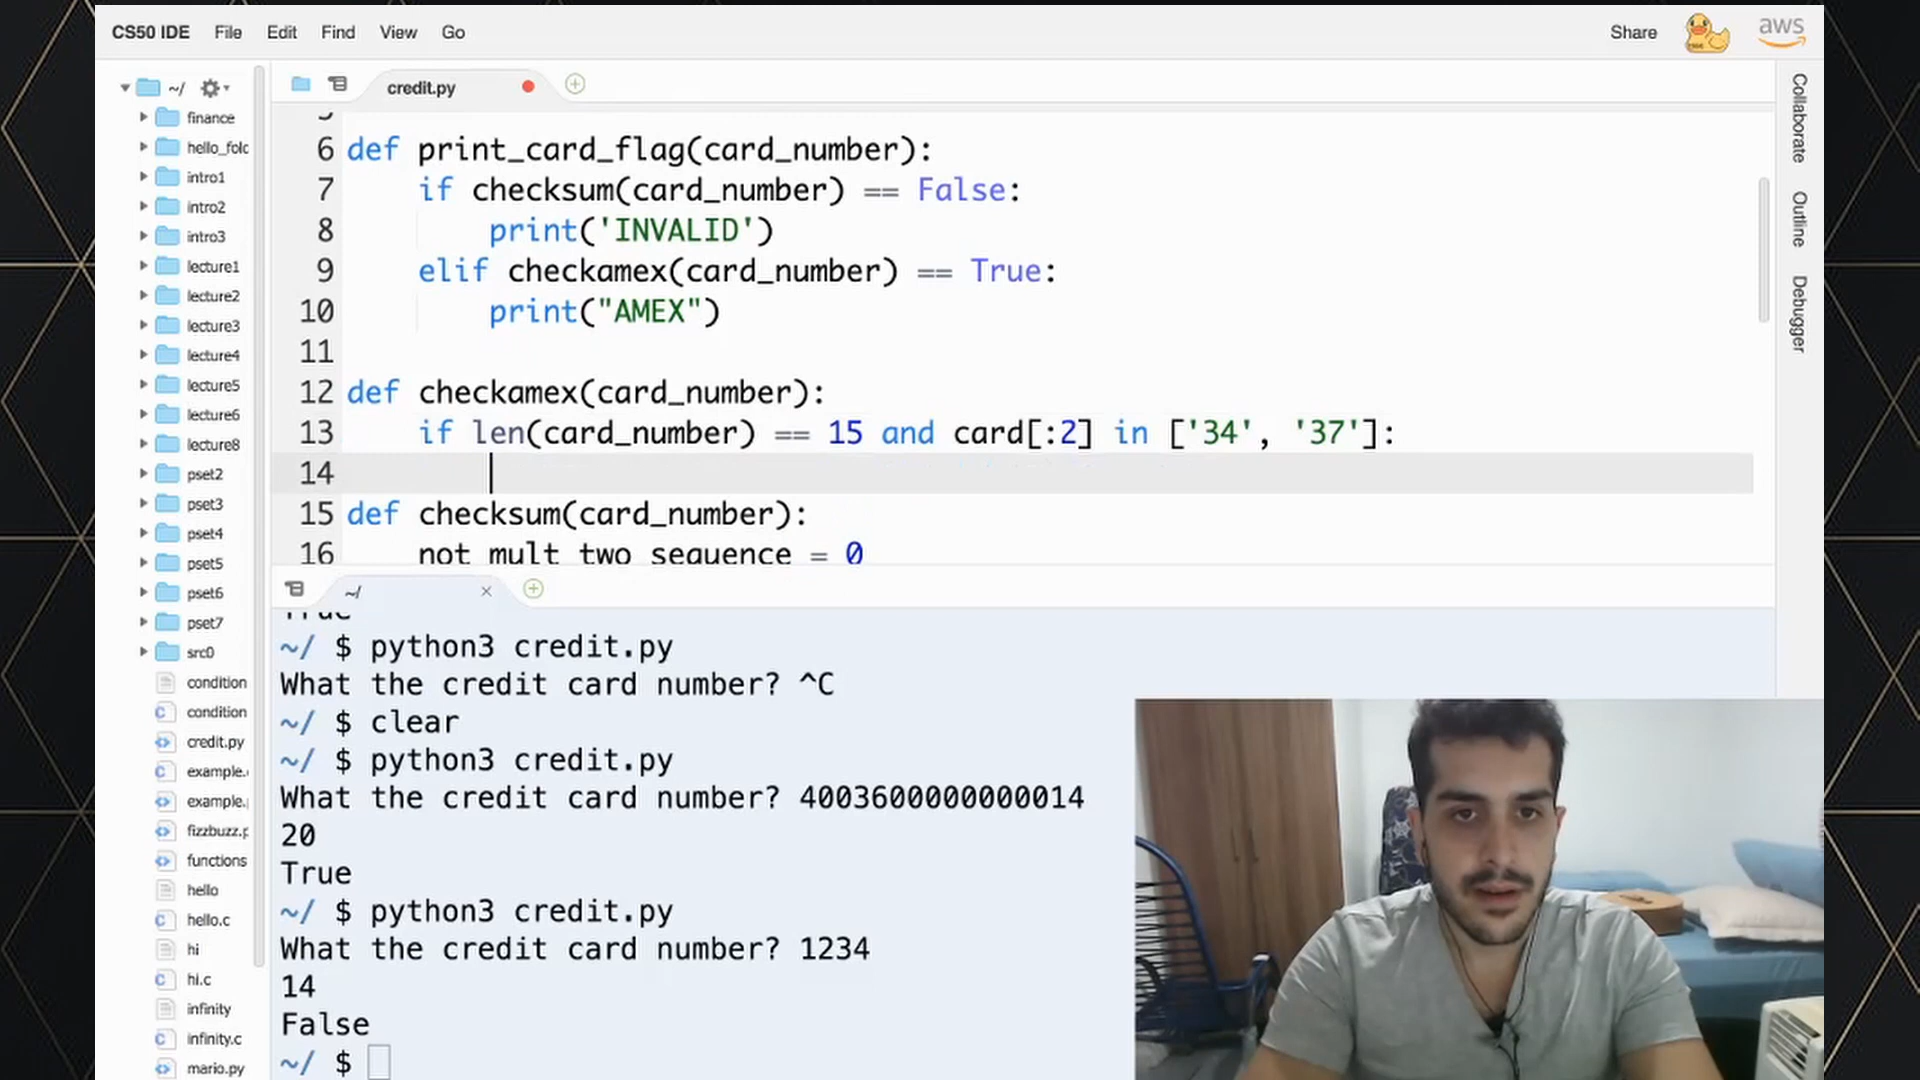 CS50 IDE File Edit Find View Go Share aws
~/
finance
hello_folc
intro1
intro2
intro3
lecture1
lecture2
lecture3
lecture4
lecture5
lecture6
lecture8
pset2
pset3
pset4
pset5
pset6
pset7
src0
condition
condition
credit.py
example.
example.
fizzbuzz.p
functions
hello
hello.c
hi
hi.c
infinity
infinity.c
mario.py
credit.py
6 def print_card_flag(card_number):
7 if checksum(card_number) == False:
8 print('INVALID')
9 elif checkamex(card_number) == True:
10 print("AMEX")
11
12 def checkamex(card_number):
13 if len(card_number) == 15 and card[:2] in ['34', '37']:
14
15 def checksum(card_number):
16 not_mult_two_sequence = 0
~/
True
~/ $ python3 credit.py
What the credit card number? ^C
~/ $ clear
~/ $ python3 credit.py
What the credit card number? 4003600000000014
20
True
~/ $ python3 credit.py
What the credit card number? 1234
14
False
~/ $
Collaborate
Outline
Debugger